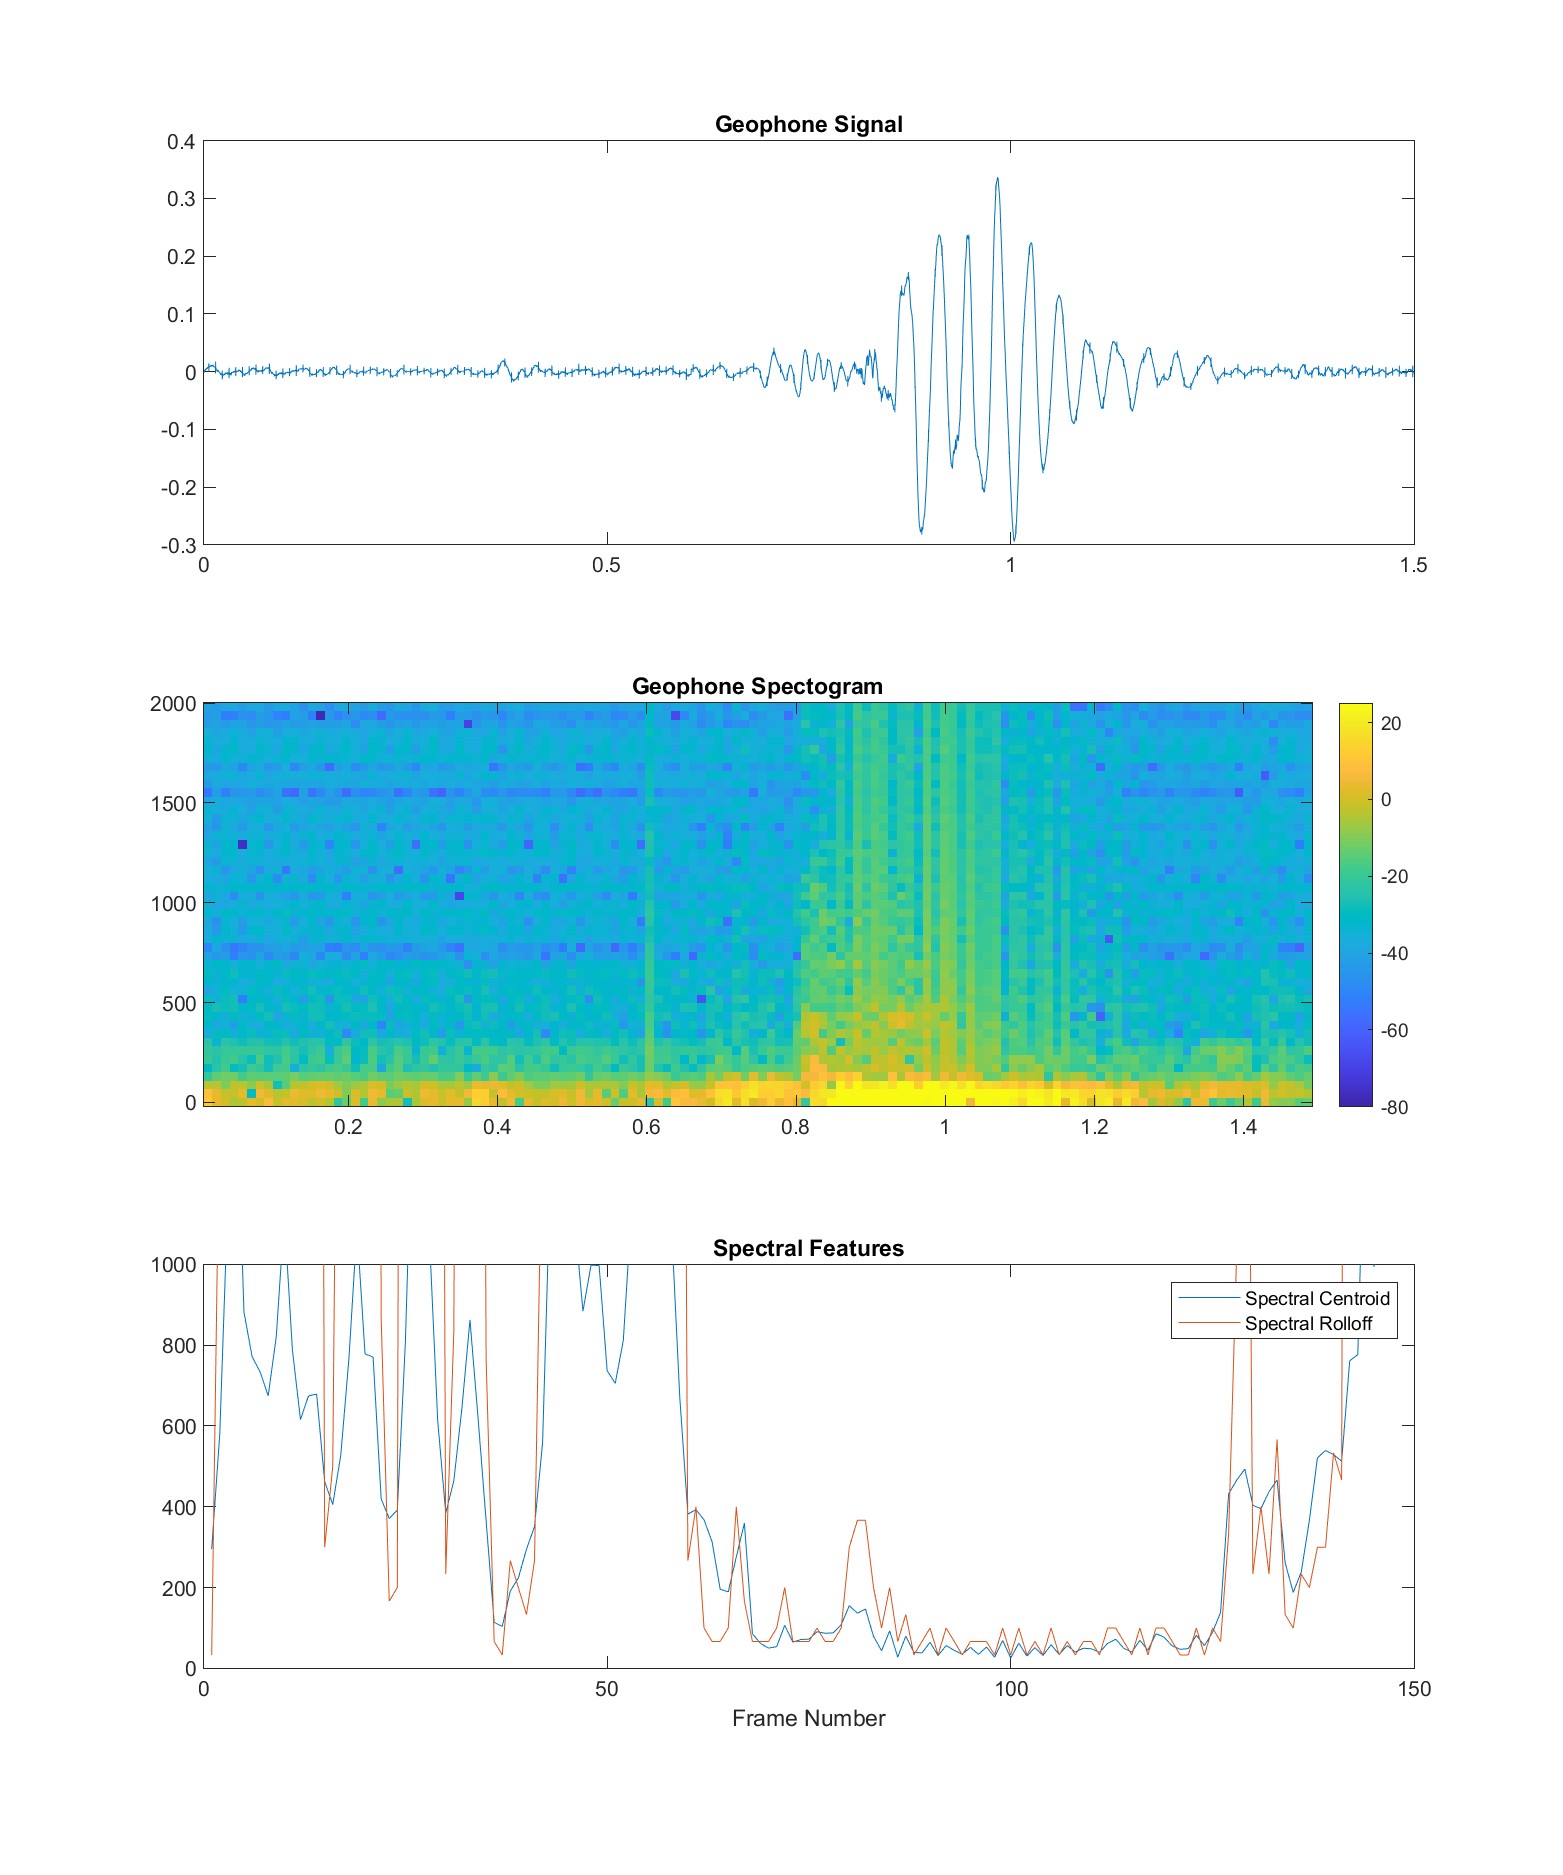 Geophone Signal
0.4
0.3
0.2
0.1
0
-0.1
-0.2
-0.3
0 0.5 1 1.5
Geophone Spectogram
2000
1500
1000
500
0
0.2 0.4 0.6 0.8 1 1.2 1.4
20
0
-20
-40
-60
-80
Spectral Features
1000
800
600
400
200
0
Spectral Centroid
Spectral Rolloff
0 50 100 150
Frame Number